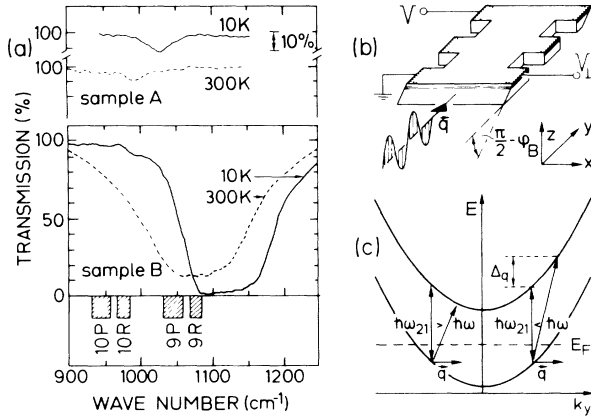 (a)
100
10K
10%
100
300K
sample A
TRANSMISSION (%)
100
50
0
10K
300K
sample B
10P
10R
9P
9R
900
1000
1100
1200
WAVE NUMBER (cm⁻¹)
(b)
V
V⊥
q⃗
π/2 - φB
z
y
x
(c)
E
Δq
ħω21 > ħω
ħω21 < ħω
EF
q⃗
q⃗
ky